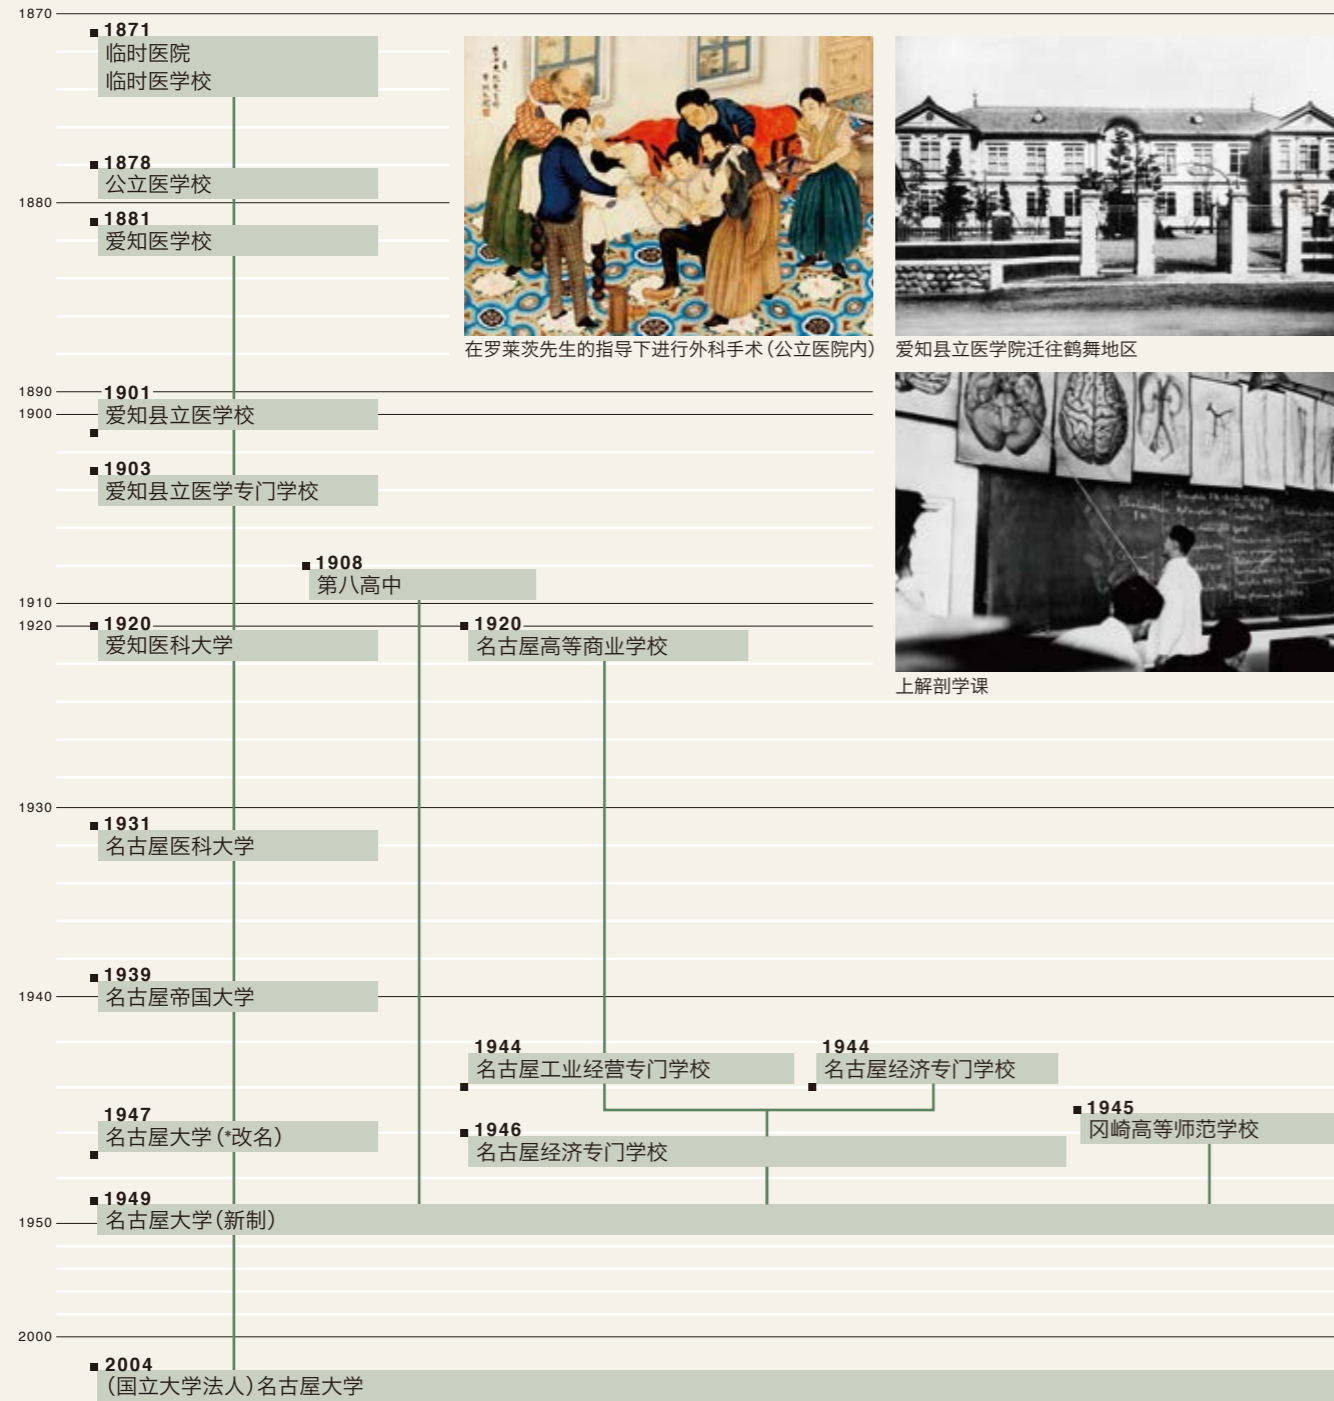 1870
1871
临时医院
临时医学校
1878
公立医学校
1880
1881
爱知医学校
在罗莱茨先生的指导下进行外科手术（公立医院内）
爱知县立医学院迁往鹤舞地区
1890
1901
1900
爱知县立医学校
1903
爱知县立医学专门学校
1908
第八高中
1910
1920
1920
爱知医科大学
1920
名古屋高等商业学校
上解剖学课
1930
1931
名古屋医科大学
1939
1940
名古屋帝国大学
1944
名古屋工业经营专门学校
1944
名古屋经济专门学校
1945
冈崎高等师范学校
1947
名古屋大学（*改名）
1946
名古屋经济专门学校
1949
1950
名古屋大学（新制）
2000
2004
（国立大学法人）名古屋大学